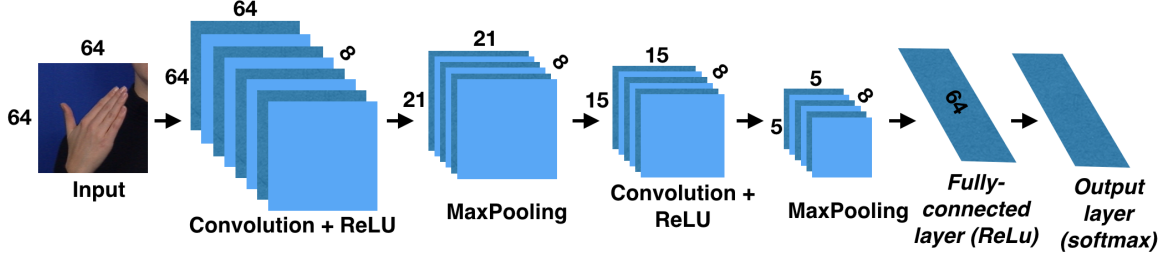 64
64
Input
64
64
8
Convolution + ReLU
21
21
8
MaxPooling
15
15
8
Convolution +
ReLU
5
5
8
MaxPooling
64
Fully-
connected
layer (ReLu)
Output
layer
(softmax)